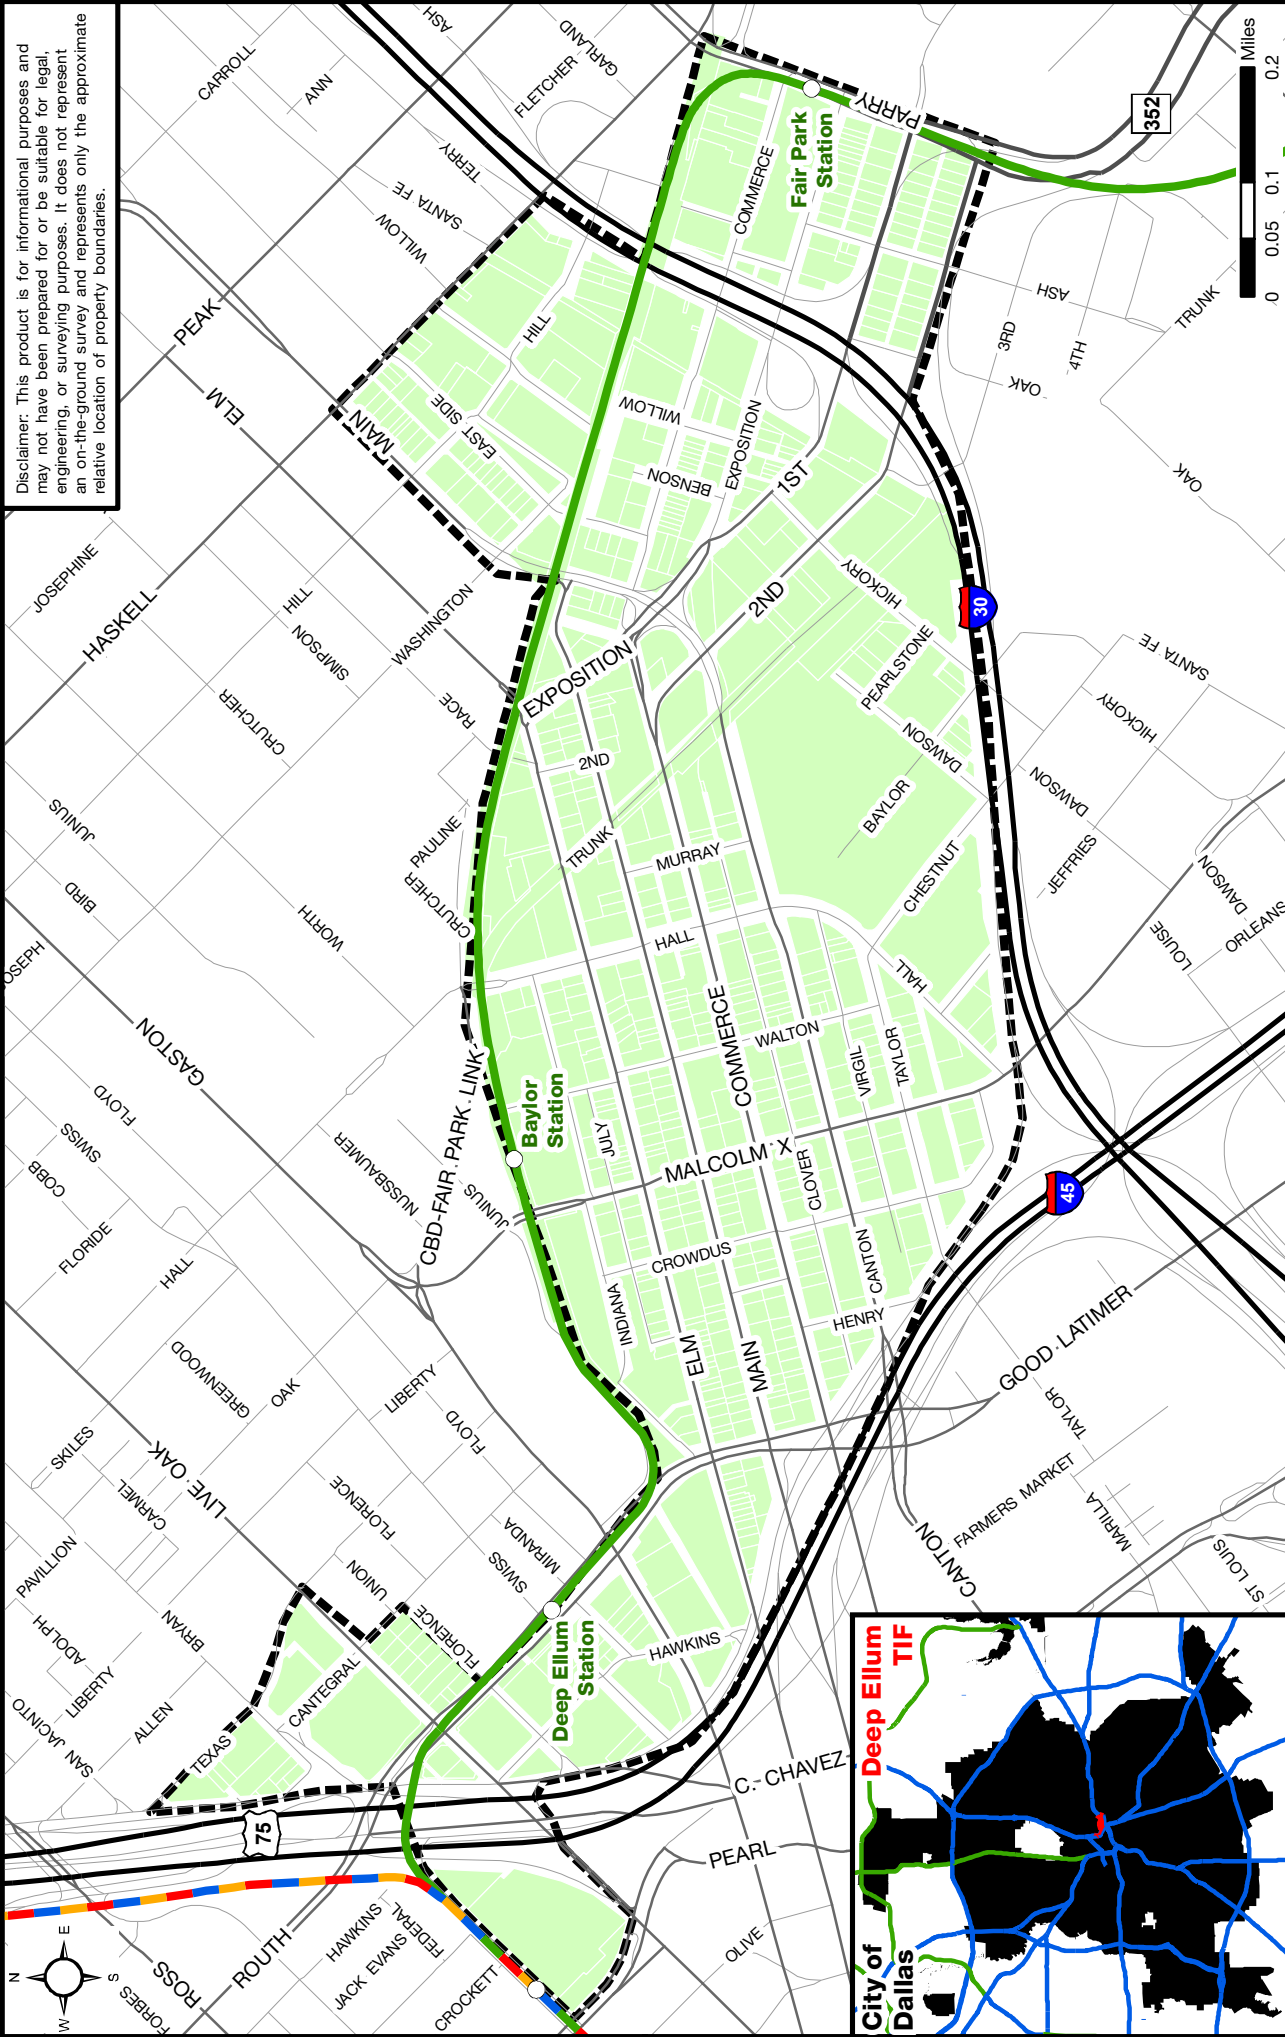 Disclaimer: This product is for informational purposes and
may not have been prepared for or be suitable for legal,
engineering, or surveying purposes. It does not represent
an on-the-ground survey and represents only the approximate
relative location of property boundaries.
CARROLL
ANN
ASH
GARLAND
FLETCHER
TERRY
SANTA FE
WILLOW
PEAK
ELM
MAIN
HILL
EAST SIDE
COMMERCE
Fair Park
Station
PARRY
352
Miles
0
0.05
0.1
0.2
ASH
3RD
4TH
OAK
TRUNK
OAK
WILLOW
BENSON
EXPOSITION
1ST
2ND
JOSEPHINE
HASKELL
HILL
SIMPSON
WASHINGTON
CRUTCHER
RACE
EXPOSITION
2ND
HICKORY
PEARLSTONE
DAWSON
BAYLOR
30
SANTA FE
HICKORY
DAWSON
JEFFRIES
DAWSON
LOUISE
ORLEANS
JUNIUS
BIRD
PAULINE
CRUTCHER
WORTH
TRUNK
MURRAY
HALL
CHESTNUT
HALL
OSEPH
GASTON
FLOYD
SWISS
COBB
FLORIDE
HALL
NUSSBAUMER
CBD-FAIR PARK LINK
JUNIUS
Baylor
Station
JULY
COMMERCE
WALTON
VIRGIL
TAYLOR
MALCOLM X
CLOVER
CROWDUS
CANTON
INDIANA
HENRY
ELM
MAIN
45
GOOD LATIMER
TAYLOR
FARMERS MARKET
MARILLA
ST LOUIS
CANTON
GREENWOOD
OAK
LIBERTY
FLOYD
SKILES
LIVE OAK
CARMEL
FLORENCE
MIRANDA
SWISS
UNION
FLORENCE
PAVILLION
ADOLPH
BRYAN
LIBERTY
ALLEN
SAN JACINTO
TEXAS
CANTEGRAL
Deep Ellum
Station
HAWKINS
C. CHAVEZ
PEARL
OLIVE
75
N
E
S
W
FORBES
ROSS
ROUTH
HAWKINS
JACK EVANS
FEDERAL
CROCKETT
Deep Ellum
TIF
City of
Dallas